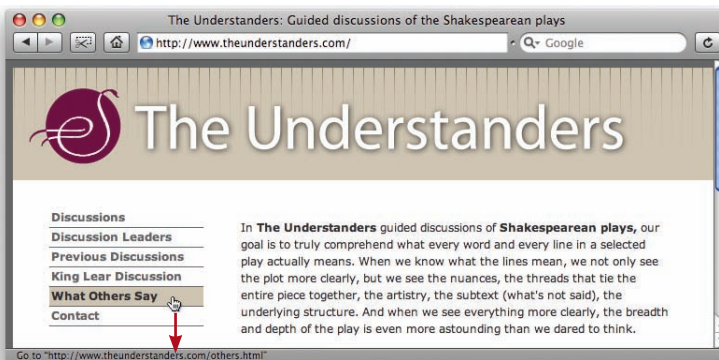 The Understanders: Guided discussions of the Shakespearean plays
http://www.theunderstanders.com/
Google
The Understanders
Discussions
Discussion Leaders
Previous Discussions
King Lear Discussion
What Others Say
Contact
In The Understanders guided discussions of Shakespearean plays, our
goal is to truly comprehend what every word and every line in a selected
play actually means. When we know what the lines mean, we not only see
the plot more clearly, but we see the nuances, the threads that tie the
entire piece together, the artistry, the subtext (what's not said), the
underlying structure. And when we see everything more clearly, the breadth
and depth of the play is even more astounding than we dared to think.
Go to "http://www.theunderstanders.com/others.html"